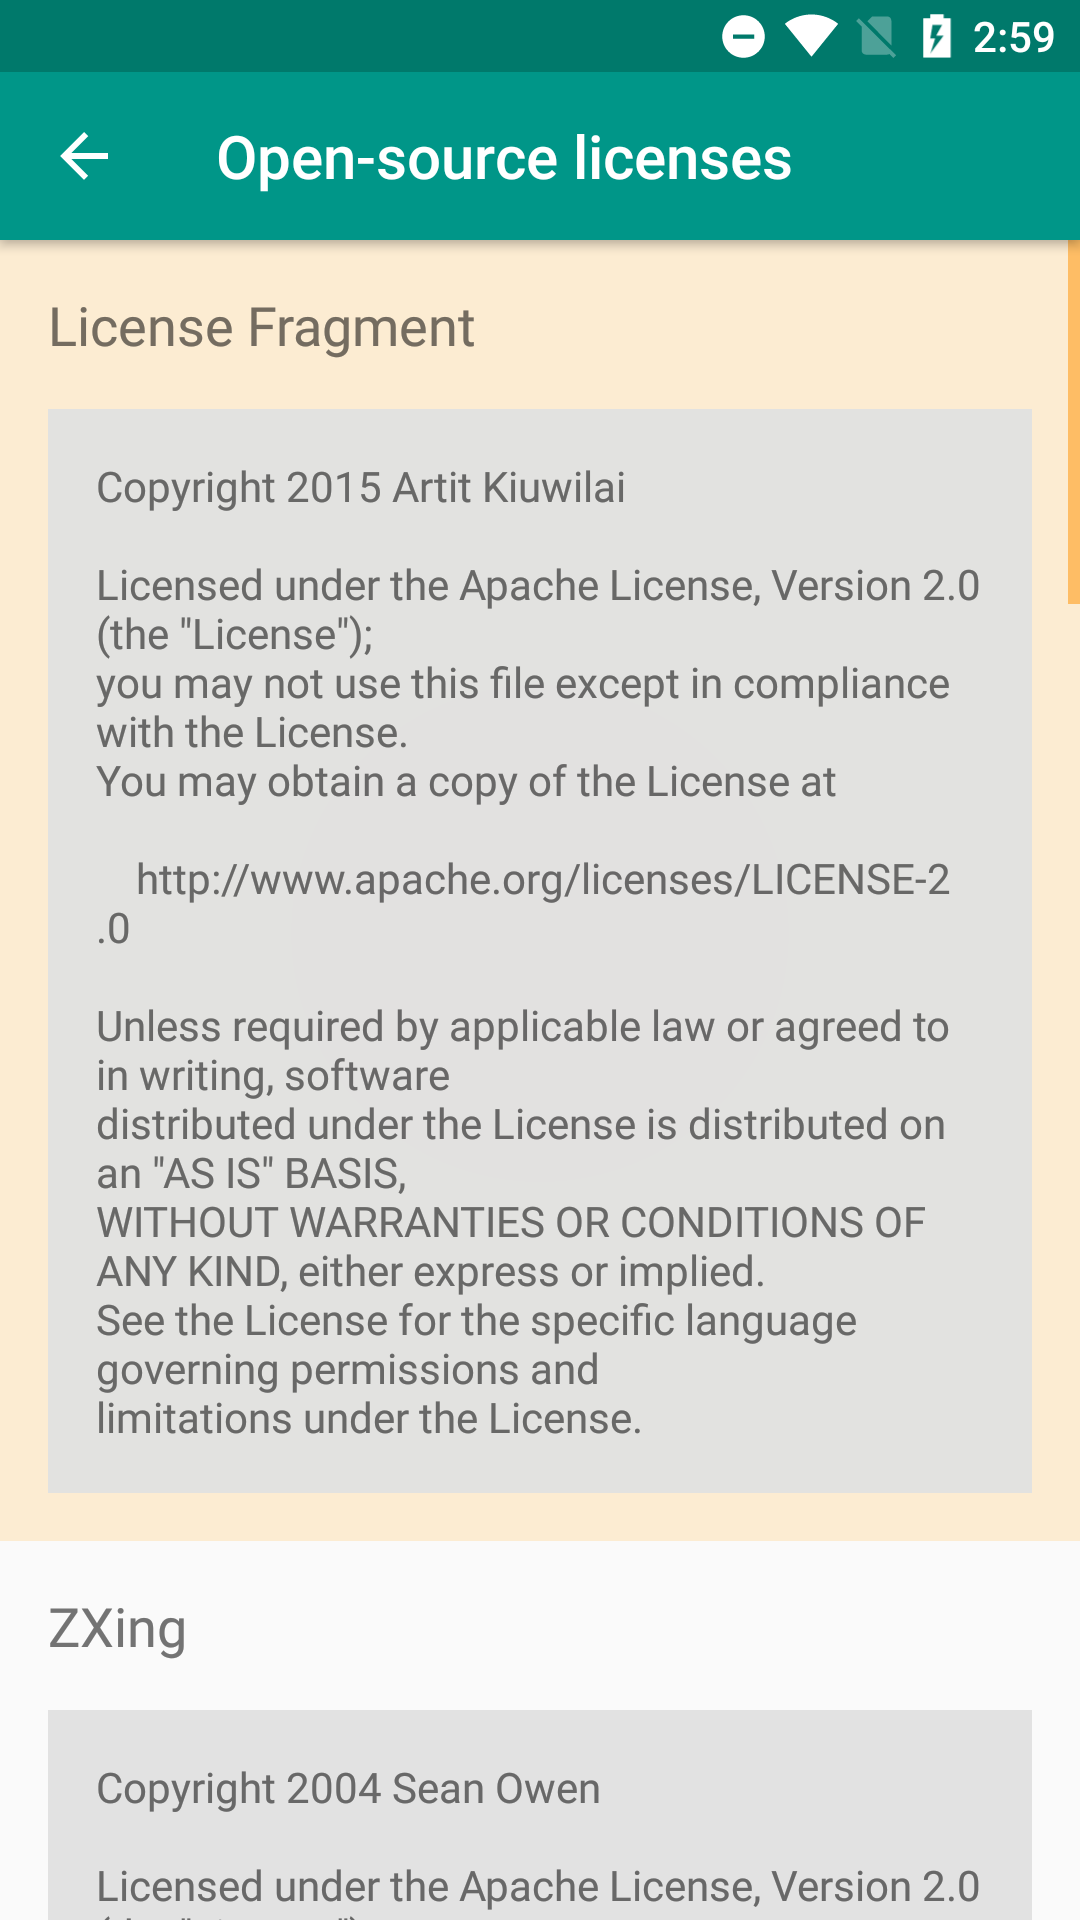 2:59
Open-source licenses
License Fragment
Copyright 2015 Artit Kiuwilai
Licensed under the Apache License, Version 2.0
(the "License");
you may not use this file except in compliance
with the License.
You may obtain a copy of the License at
http://www.apache.org/licenses/LICENSE-2
.0
Unless required by applicable law or agreed to
in writing, software
distributed under the License is distributed on
an "AS IS" BASIS,
WITHOUT WARRANTIES OR CONDITIONS OF
ANY KIND, either express or implied.
See the License for the specific language
governing permissions and
limitations under the License.
ZXing
Copyright 2004 Sean Owen
Licensed under the Apache License, Version 2.0